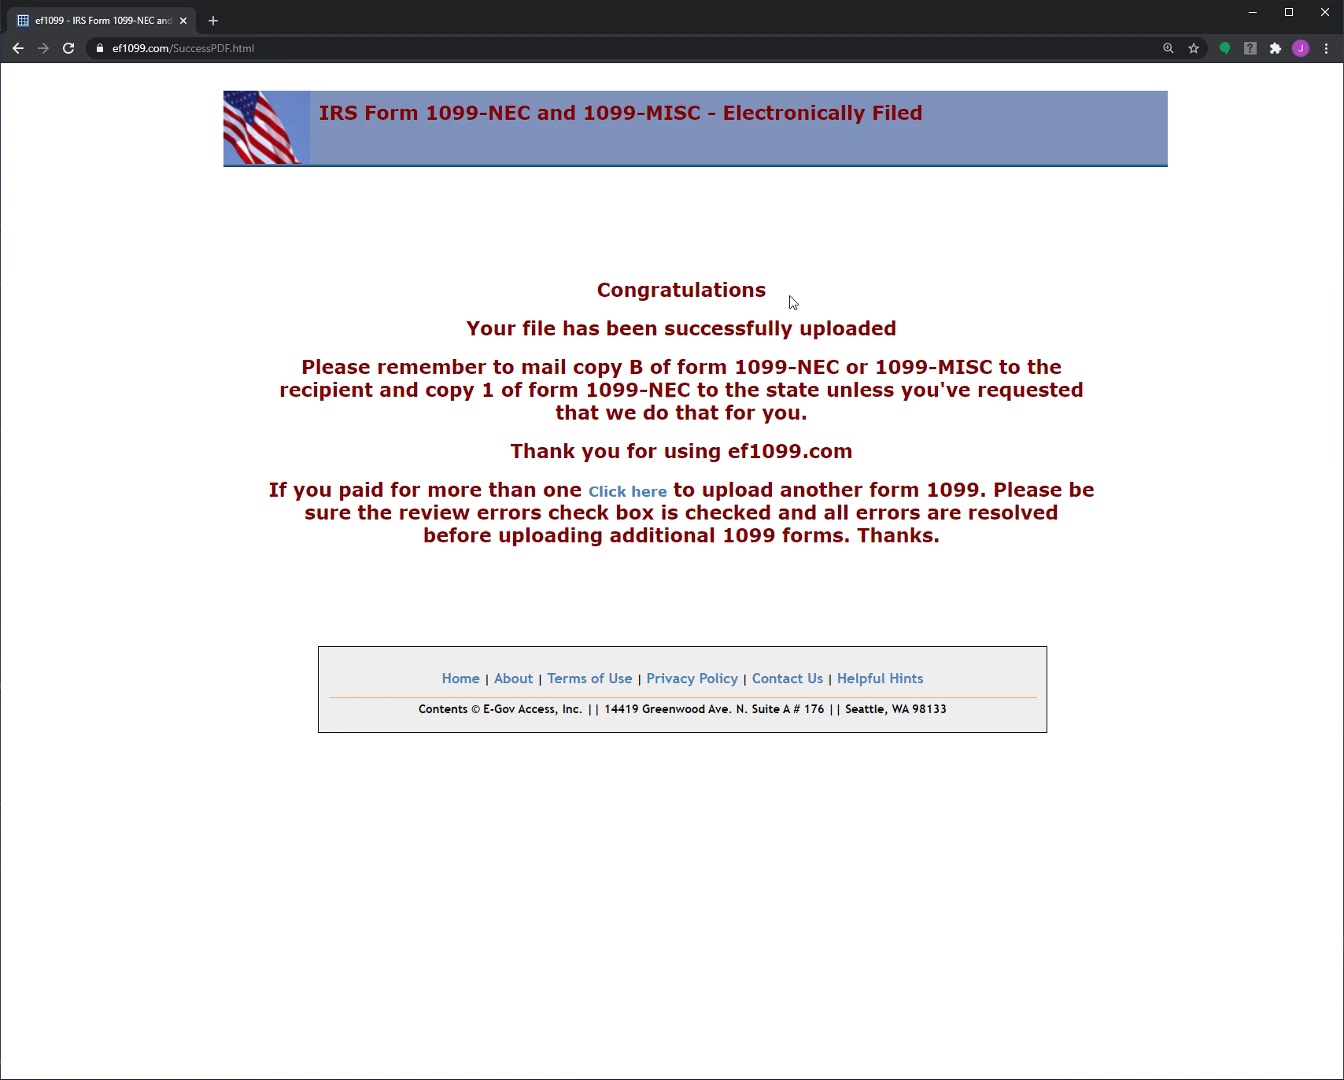 ef1099 - IRS Form 1099-NEC and
ef1099.com/SuccessPDF.html
J
IRS Form 1099-NEC and 1099-MISC - Electronically Filed
Congratulations
Your file has been successfully uploaded
Please remember to mail copy B of form 1099-NEC or 1099-MISC to the
recipient and copy 1 of form 1099-NEC to the state unless you've requested
that we do that for you.
Thank you for using ef1099.com
If you paid for more than one Click here to upload another form 1099. Please be
sure the review errors check box is checked and all errors are resolved
before uploading additional 1099 forms. Thanks.
Home | About | Terms of Use | Privacy Policy | Contact Us | Helpful Hints
Contents © E-Gov Access, Inc. || 14419 Greenwood Ave. N. Suite A # 176 || Seattle, WA 98133